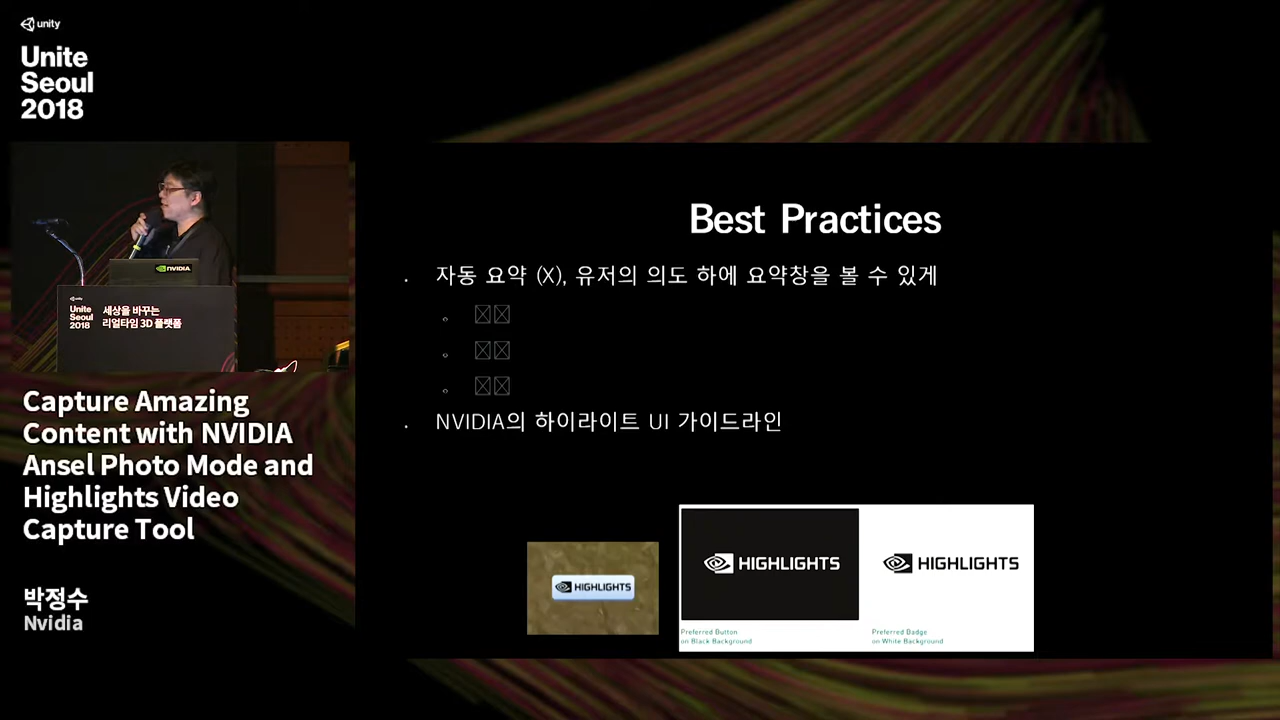 unity
Unite
Seoul
2018
NVIDIA
unity
Unite
Seoul
2018
세상을 바꾸는
리얼타임 3D 플랫폼
Capture Amazing
Content with NVIDIA
Ansel Photo Mode and
Highlights Video
Capture Tool
박정수
Nvidia
Best Practices
자동 요약 (X), 유저의 의도 하에 요약창을 볼 수 있게
NVIDIA의 하이라이트 UI 가이드라인
HIGHLIGHTS
HIGHLIGHTS
HIGHLIGHTS
Preferred Button
on Black Background
Preferred Badge
on White Background